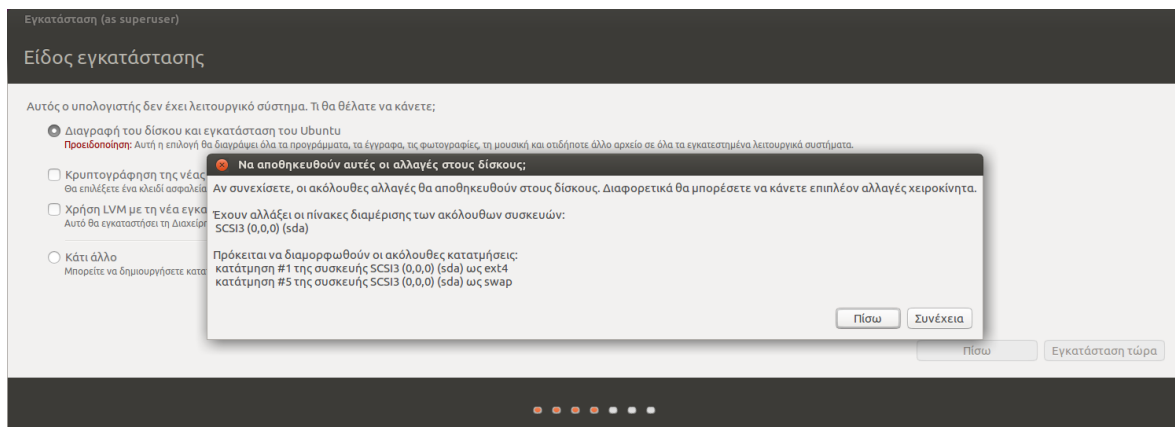 Εγκατάσταση (as superuser)
Είδος εγκατάστασης
Αυτός ο υπολογιστής δεν έχει λειτουργικό σύστημα. Τι θα θέλατε να κάνετε;
Διαγραφή του δίσκου και εγκατάσταση του Ubuntu
Προειδοποίηση: Αυτή η επιλογή θα διαγράψει όλα τα προγράμματα, τα έγγραφα, τις φωτογραφίες, τη μουσική και οτιδήποτε άλλο αρχείο σε όλα τα εγκατεστημένα λειτουργικά συστήματα.
Κρυπτογράφηση της νέας
Θα επιλέξετε ένα κλειδί
Χρήση LVM με τη νέα
Αυτό θα εγκαταστήσει τη
Κάτι άλλο
Μπορείτε να δημιουργήσετε
Να αποθηκευθούν αυτές οι αλλαγές στους δίσκους;
Αν συνεχίσετε, οι ακόλουθες αλλαγές θα αποθηκευθούν στους δίσκους. Διαφορετικά θα μπορέσετε να κάνετε επιπλέον αλλαγές χειροκίνητα.
Έχουν αλλάξει οι πίνακες διαμέρισης των ακόλουθων συσκευών:
SCSI3 (0,0,0) (sda)
Πρόκειται να διαμορφωθούν οι ακόλουθες κατατμήσεις:
κατάτμηση #1 της συσκευής SCSI3 (0,0,0) (sda) ως ext4
κατάτμηση #5 της συσκευής SCSI3 (0,0,0) (sda) ως swap
Πίσω
Συνέχεια
Πίσω
Εγκατάσταση τώρα